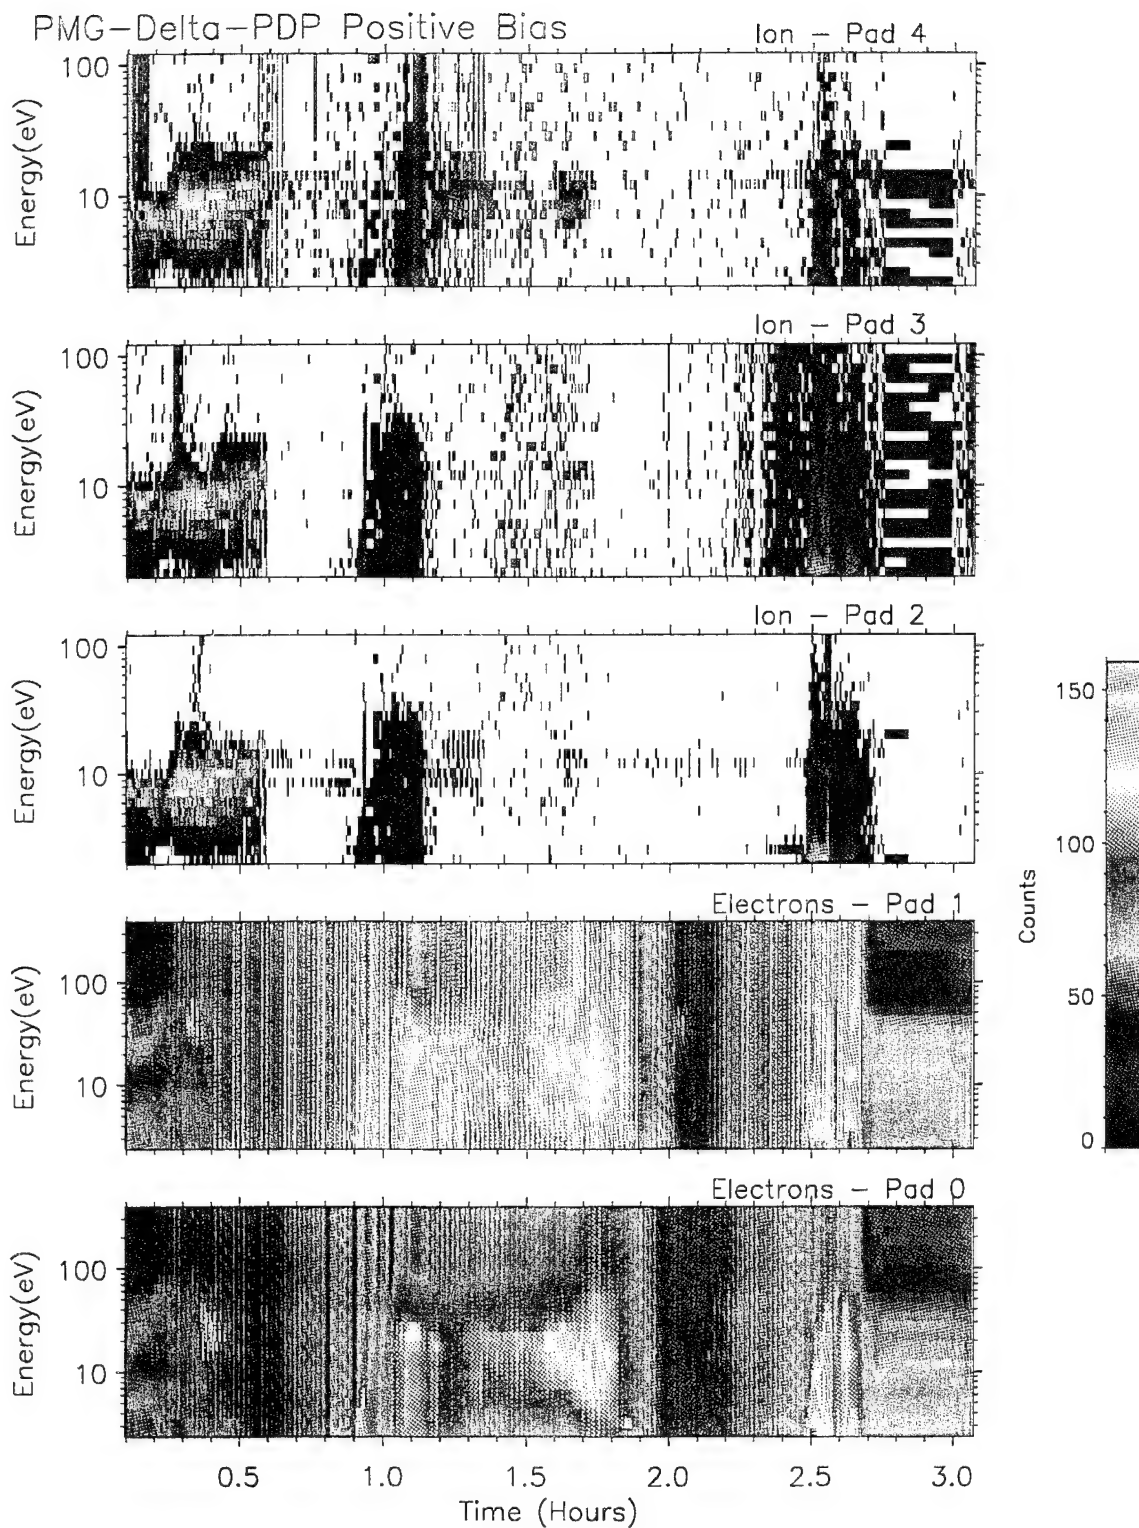 PMG-Delta-PDP Positive Bias
Ion - Pad 4
100
10
Energy(eV)
Ion - Pad 3
100
10
Energy(eV)
Ion - Pad 2
100
10
Energy(eV)
Electrons - Pad 1
100
10
Energy(eV)
Electrons - Pad 0
100
10
Energy(eV)
0.5 1.0 1.5 2.0 2.5 3.0
Time (Hours)
150
100
50
0
Counts